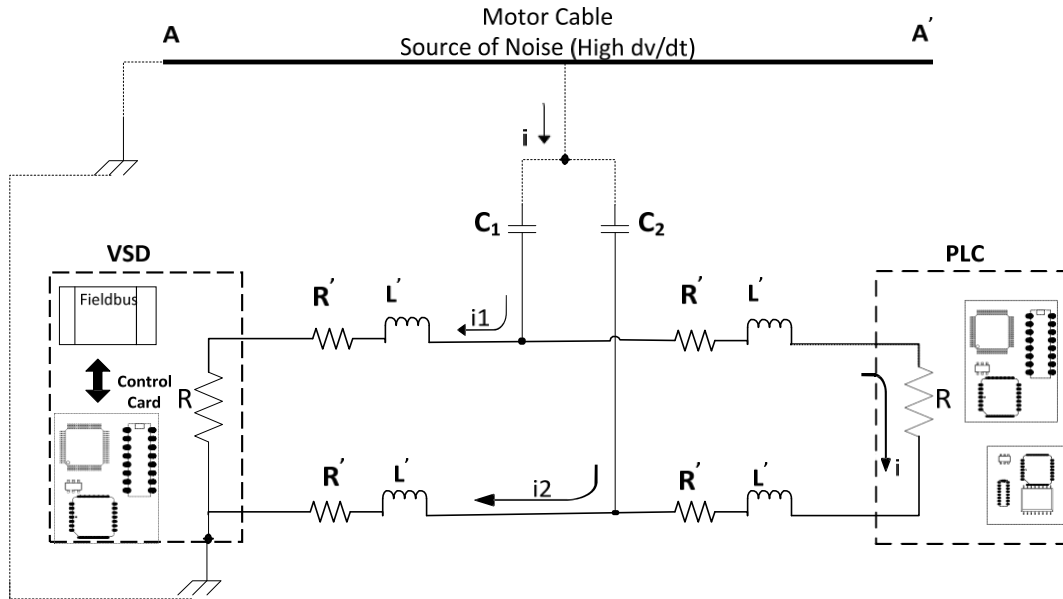 Motor Cable
A
A'
Source of Noise (High dv/dt)
i
C1
C2
VSD
PLC
Fieldbus
R'
L'
i1
R'
L'
Control
Card
R
R
i
R'
L'
i2
R'
L'